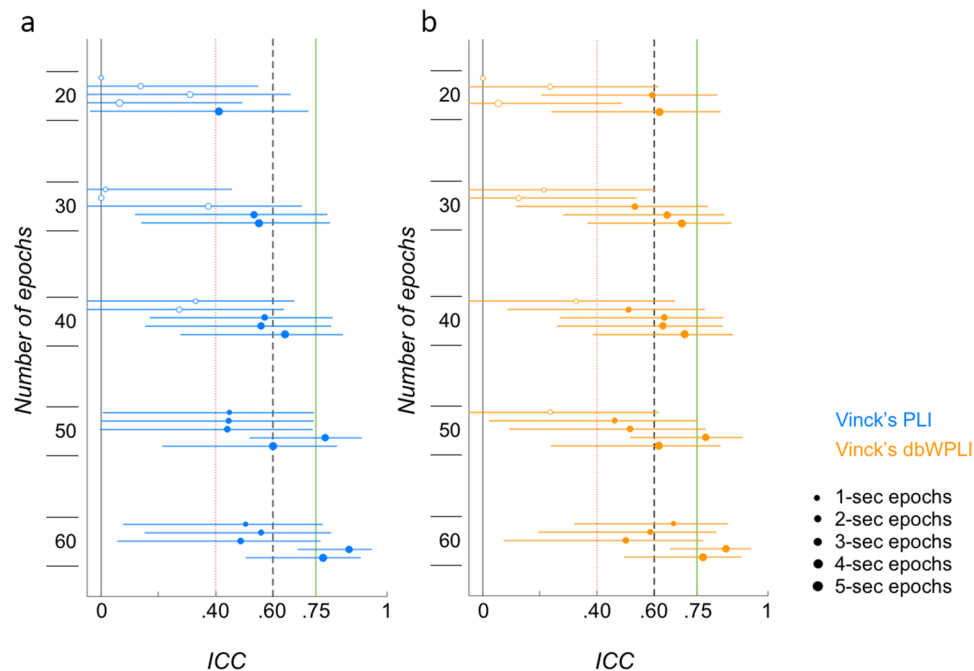 a
b
20
30
40
50
60
Number of epochs
0
.40
.60
.75
1
ICC
20
30
40
50
60
Number of epochs
0
.40
.60
.75
1
ICC
Vinck's PLI
Vinck's dbWPLI
1-sec epochs
2-sec epochs
3-sec epochs
4-sec epochs
5-sec epochs